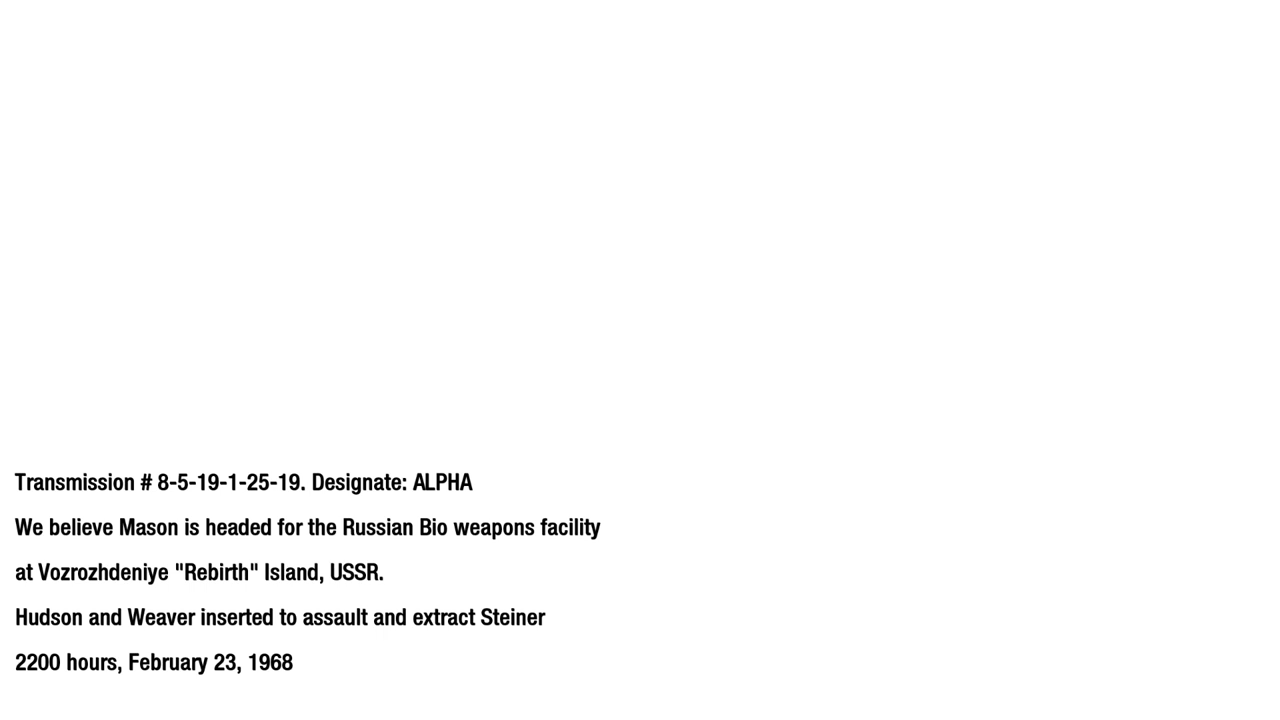 Transmission # 8-5-19-1-25-19. Designate: ALPHA
We believe Mason is headed for the Russian Bio weapons facility
at Vozrozhdeniye "Rebirth" Island, USSR.
Hudson and Weaver inserted to assault and extract Steiner
2200 hours, February 23, 1968